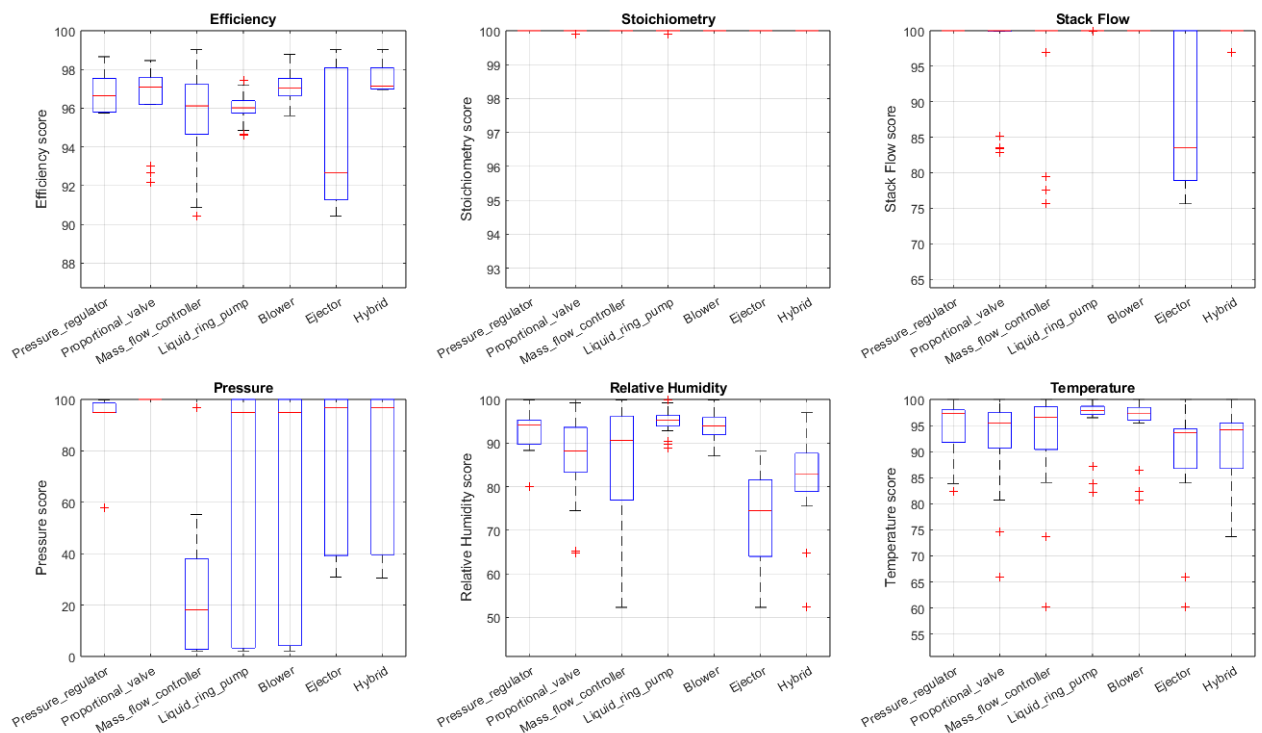 Efficiency
100
98
96
94
92
90
88
Efficiency score
Pressure_regulator
Proportional_valve
Mass_flow_controller
Liquid_ring_pump
Blower
Ejector
Hybrid
Stoichiometry
100
99
98
97
96
95
94
93
Stoichiometry score
Pressure_regulator
Proportional_valve
Mass_flow_controller
Liquid_ring_pump
Blower
Ejector
Hybrid
Stack Flow
100
95
90
85
80
75
70
65
Stack Flow score
Pressure_regulator
Proportional_valve
Mass_flow_controller
Liquid_ring_pump
Blower
Ejector
Hybrid
Pressure
100
80
60
40
20
0
Pressure score
Pressure_regulator
Proportional_valve
Mass_flow_controller
Liquid_ring_pump
Blower
Ejector
Hybrid
Relative Humidity
100
90
80
70
60
50
Relative Humidity score
Pressure_regulator
Proportional_valve
Mass_flow_controller
Liquid_ring_pump
Blower
Ejector
Hybrid
Temperature
100
95
90
85
80
75
70
65
60
55
Temperature score
Pressure_regulator
Proportional_valve
Mass_flow_controller
Liquid_ring_pump
Blower
Ejector
Hybrid